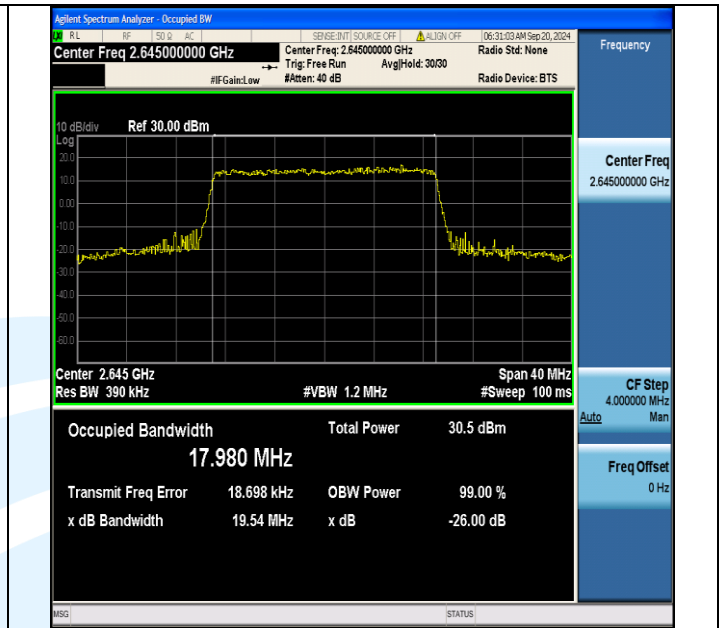 Agilent Spectrum Analyzer - Occupied BW
RL RF 50 Ω AC SENSE:INT SOURCE OFF ALIGN OFF 06:31:03 AM Sep 20, 2024
Center Freq 2.645000000 GHz
Center Freq: 2.645000000 GHz
Radio Std: None
Trig: Free Run Avg|Hold: 30/30
#IFGain:Low
#Atten: 40 dB
Radio Device: BTS
10 dB/div Ref 30.00 dBm
Log
20.0
10.0
0.00
-10.0
-20.0
-30.0
-40.0
-50.0
-60.0
Center 2.645 GHz Span 40 MHz
Res BW 390 kHz #VBW 1.2 MHz #Sweep 100 ms
Occupied Bandwidth Total Power 30.5 dBm
17.980 MHz
Transmit Freq Error 18.698 kHz OBW Power 99.00 %
x dB Bandwidth 19.54 MHz x dB -26.00 dB
Frequency
Center Freq
2.645000000 GHz
CF Step
4.000000 MHz
Auto Man
Freq Offset
0 Hz
MSG STATUS